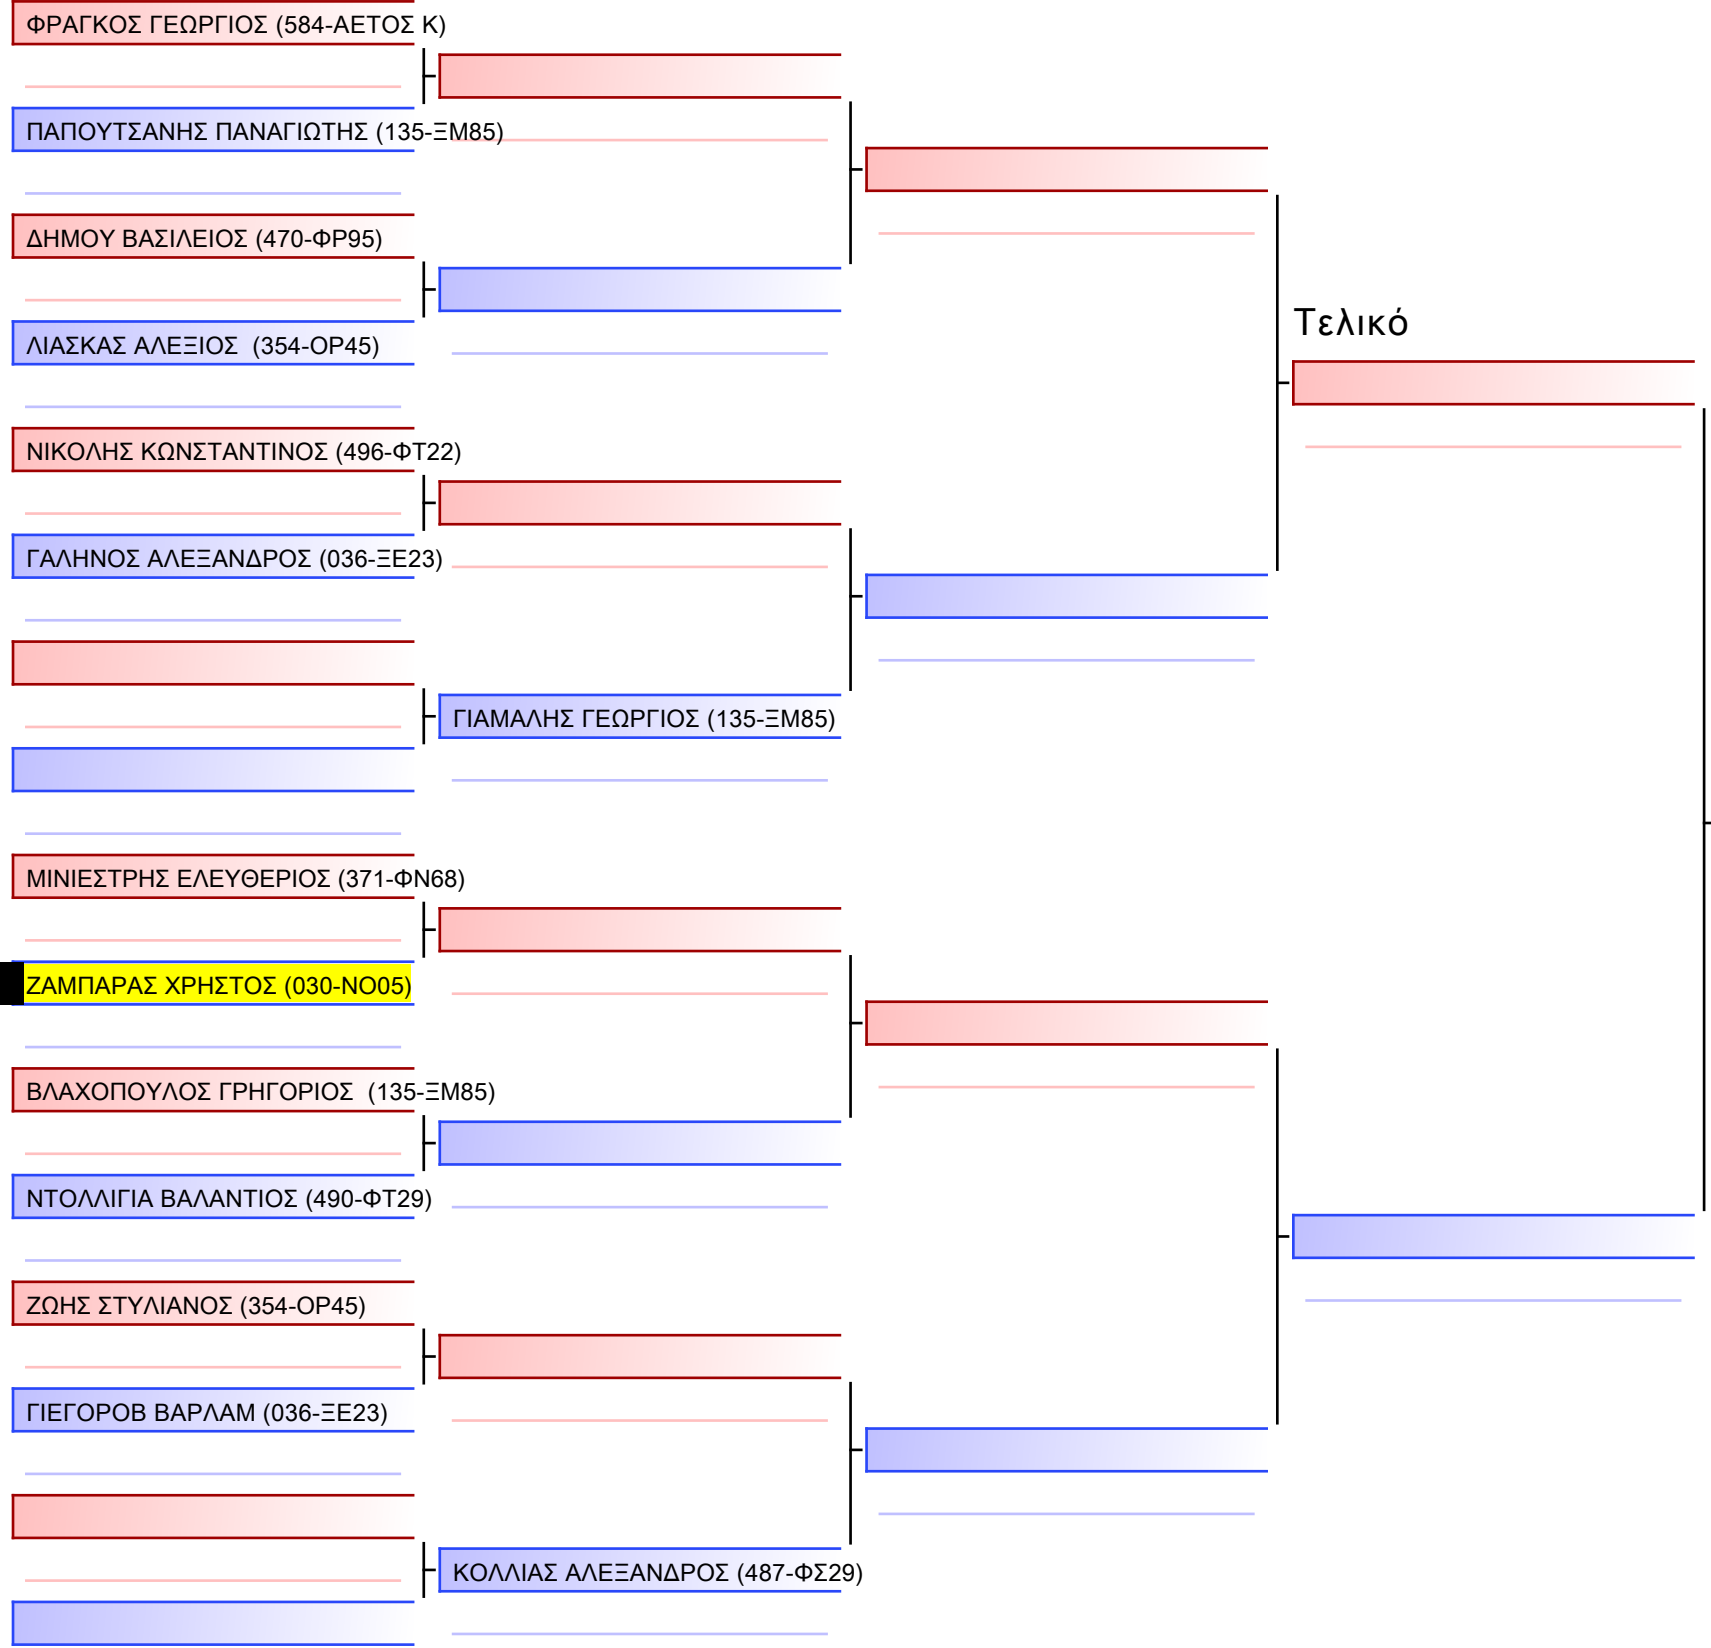 ΦΡΑΓΚΟΣ ΓΕΩΡΓΙΟΣ (584-ΑΕΤΟΣ Κ)
ΠΑΠΟΥΤΣΑΝΗΣ ΠΑΝΑΓΙΩΤΗΣ (135-ΞΜ85)
ΔΗΜΟΥ ΒΑΣΙΛΕΙΟΣ (470-ΦΡ95)
Τελικό
ΛΙΑΣΚΑΣ ΑΛΕΞΙΟΣ (354-ΟΡ45)
ΝΙΚΟΛΗΣ ΚΩΝΣΤΑΝΤΙΝΟΣ (496-ΦΤ22)
ΓΑΛΗΝΟΣ ΑΛΕΞΑΝΔΡΟΣ (036-ΞΕ23)
ΓΙΑΜΑΛΗΣ ΓΕΩΡΓΙΟΣ (135-ΞΜ85)
ΜΙΝΙΕΣΤΡΗΣ ΕΛΕΥΘΕΡΙΟΣ (371-ΦΝ68)
ΖΑΜΠΑΡΑΣ ΧΡΗΣΤΟΣ (030-ΝΟ05)
ΒΛΑΧΟΠΟΥΛΟΣ ΓΡΗΓΟΡΙΟΣ (135-ΞΜ85)
ΝΤΟΛΛΙΓΙΑ ΒΑΛΑΝΤΙΟΣ (490-ΦΤ29)
ΖΩΗΣ ΣΤΥΛΙΑΝΟΣ (354-ΟΡ45)
ΓΙΕΓΟΡΟΒ ΒΑΡΛΑΜ (036-ΞΕ23)
ΚΟΛΛΙΑΣ ΑΛΕΞΑΝΔΡΟΣ (487-ΦΣ29)